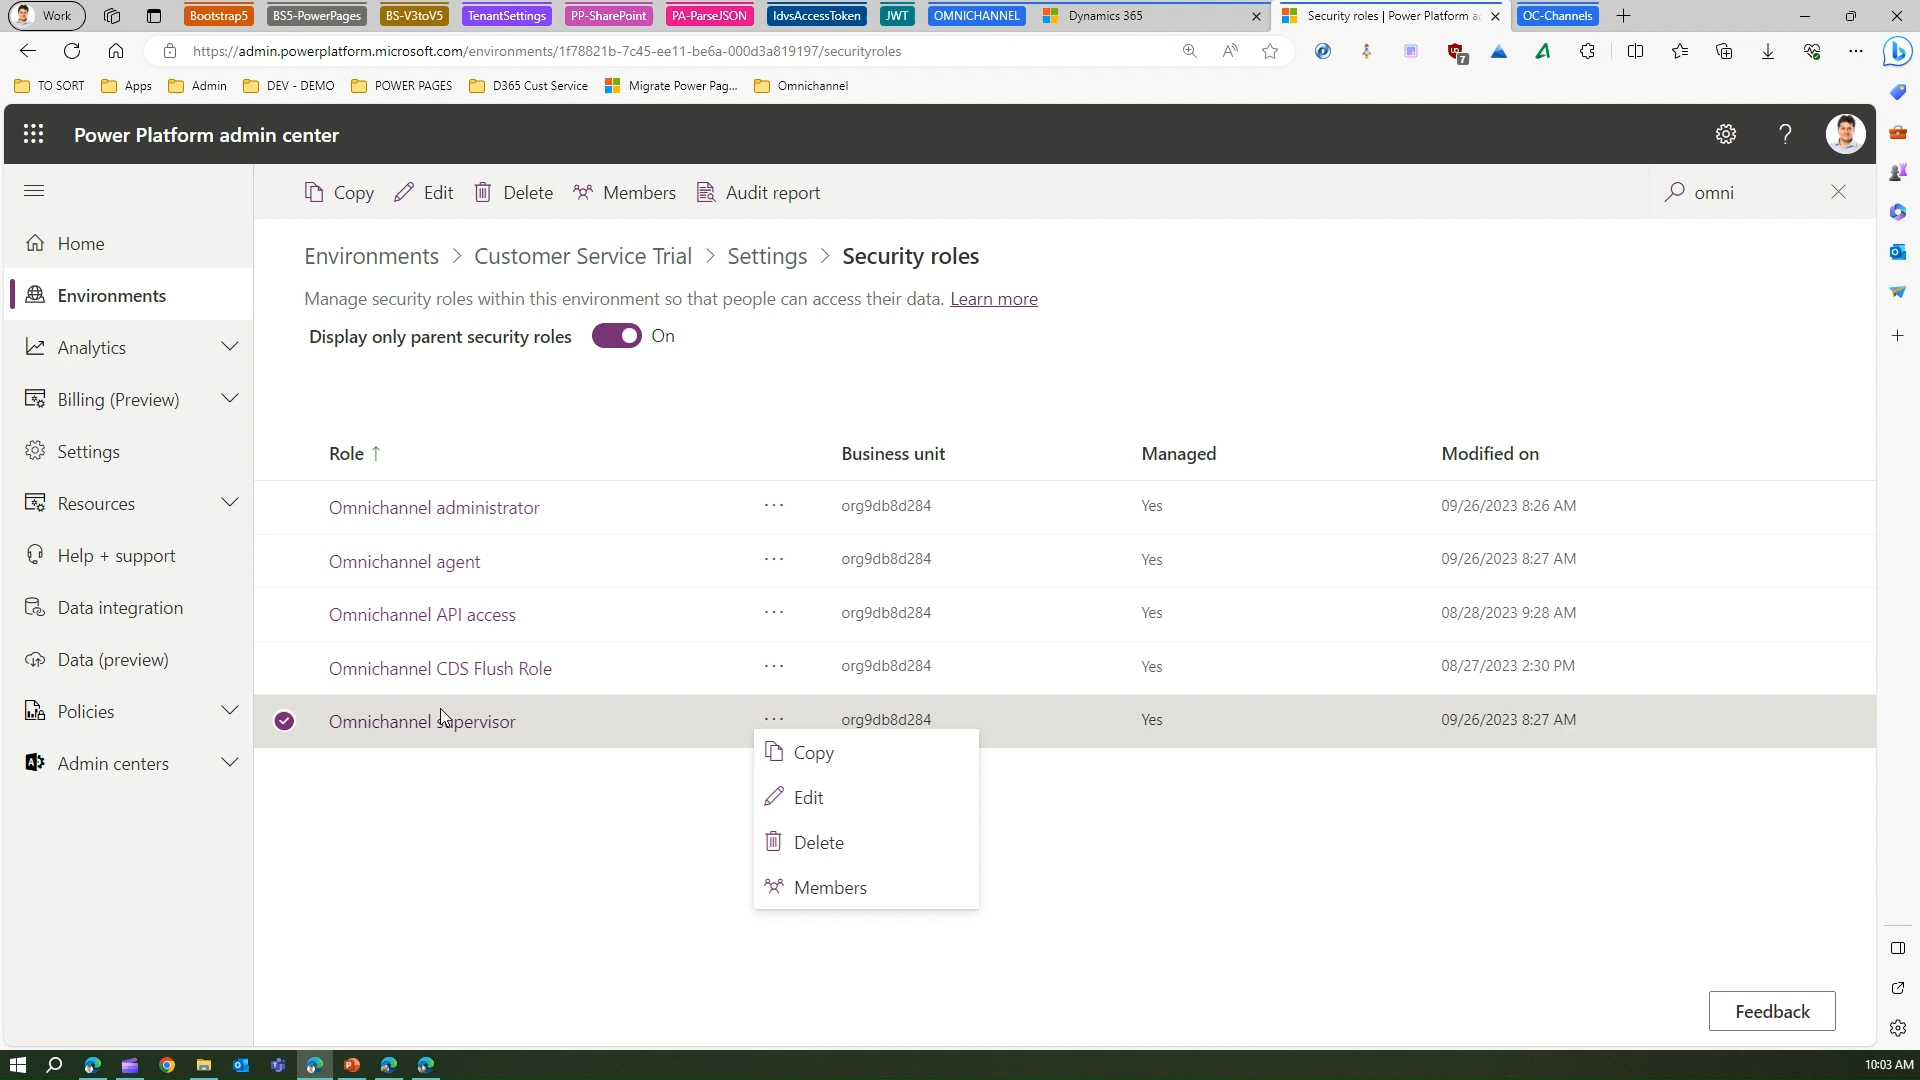 Work
Bootstrap5
BS5-PowerPages
BS-V3toV5
TenantSettings
PP-SharePoint
PA-ParseJSON
IdvsAccessToken
JWT
OMNICHANNEL
Dynamics 365
Security roles | Power Platform a
OC-Channels
https://admin.powerplatform.microsoft.com/environments/1f78821b-7c45-ee11-be6a-000d3a819197/securityroles
7
TO SORT
Apps
Admin
DEV - DEMO
POWER PAGES
D365 Cust Service
Migrate Power Pag...
Omnichannel
Power Platform admin center
Copy
Edit
Delete
Members
Audit report
omni
Home
Environments
Analytics
Billing (Preview)
Settings
Resources
Help + support
Data integration
Data (preview)
Policies
Admin centers
Environments > Customer Service Trial > Settings > Security roles
Manage security roles within this environment so that people can access their data. Learn more
Display only parent security roles On
Role ↑ Business unit Managed Modified on
Omnichannel administrator ... org9db8d284 Yes 09/26/2023 8:26 AM
Omnichannel agent ... org9db8d284 Yes 09/26/2023 8:27 AM
Omnichannel API access ... org9db8d284 Yes 08/28/2023 9:28 AM
Omnichannel CDS Flush Role ... org9db8d284 Yes 08/27/2023 2:30 PM
Omnichannel supervisor ... org9db8d284 Yes 09/26/2023 8:27 AM
Copy
Edit
Delete
Members
Feedback
10:03 AM